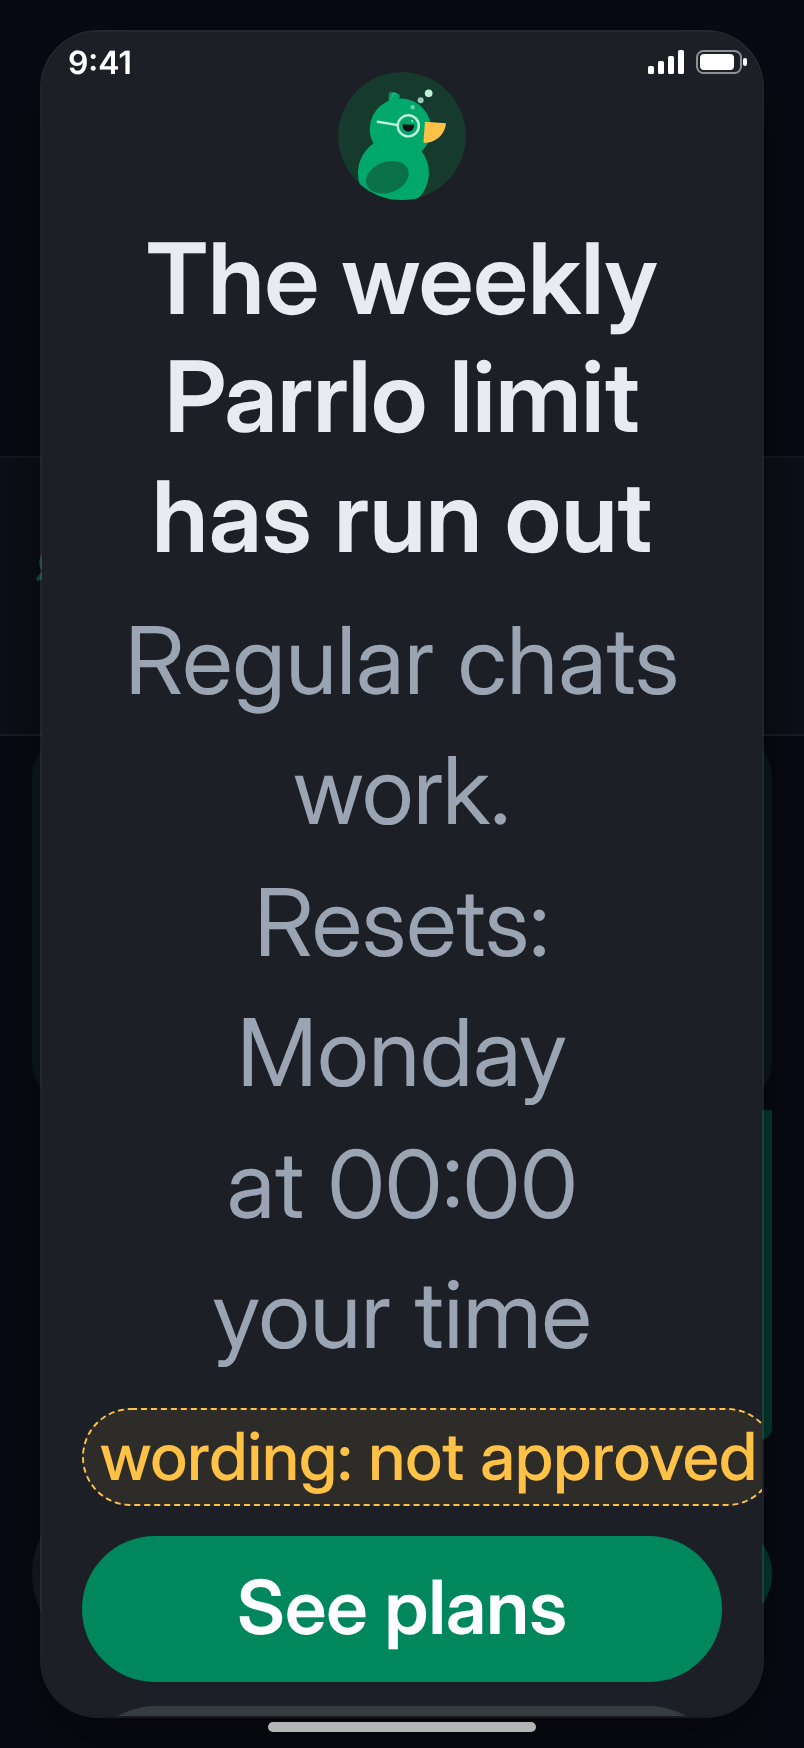 9:41
The weekly
Parrlo limit
has run out
Regular chats
work.
Resets:
Monday
at 00:00
your time
wording: not approved
See plans